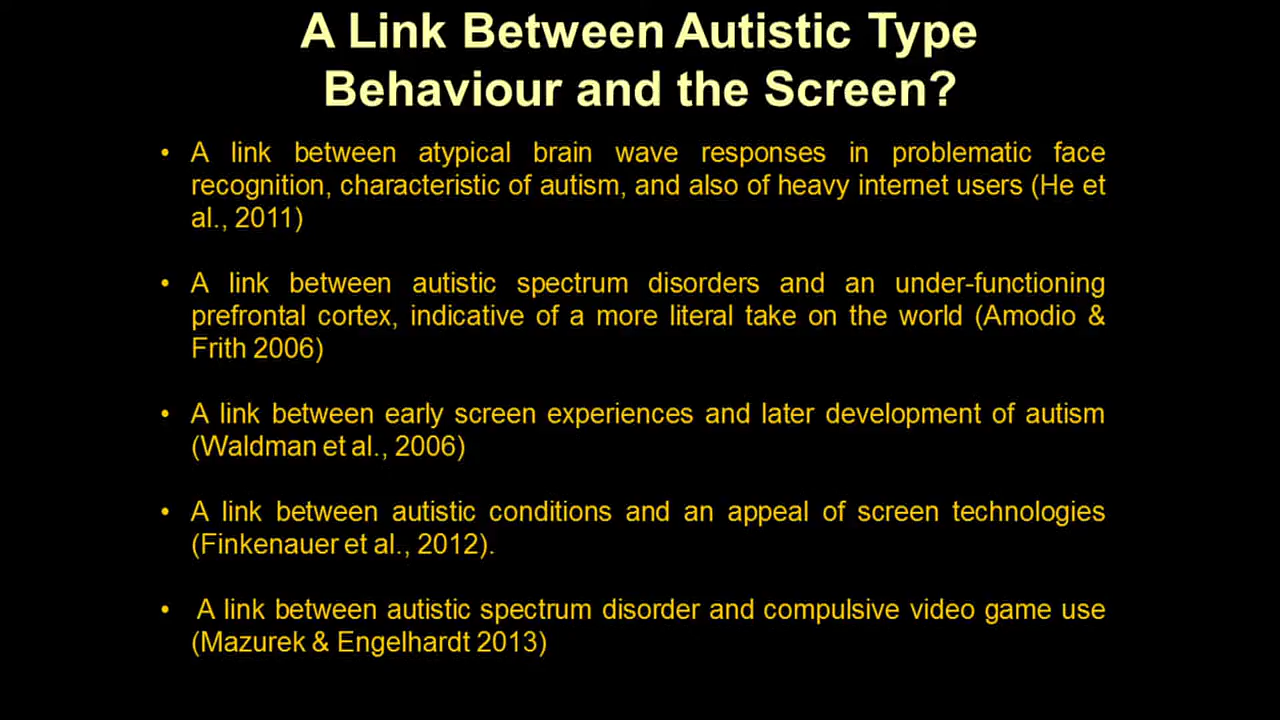 A Link Between Autistic Type
Behaviour and the Screen?
• A link between atypical brain wave responses in problematic face
recognition, characteristic of autism, and also of heavy internet users (He et
al., 2011)
• A link between autistic spectrum disorders and an under-functioning
prefrontal cortex, indicative of a more literal take on the world (Amodio &
Frith 2006)
• A link between early screen experiences and later development of autism
(Waldman et al., 2006)
• A link between autistic conditions and an appeal of screen technologies
(Finkenauer et al., 2012).
• A link between autistic spectrum disorder and compulsive video game use
(Mazurek & Engelhardt 2013)